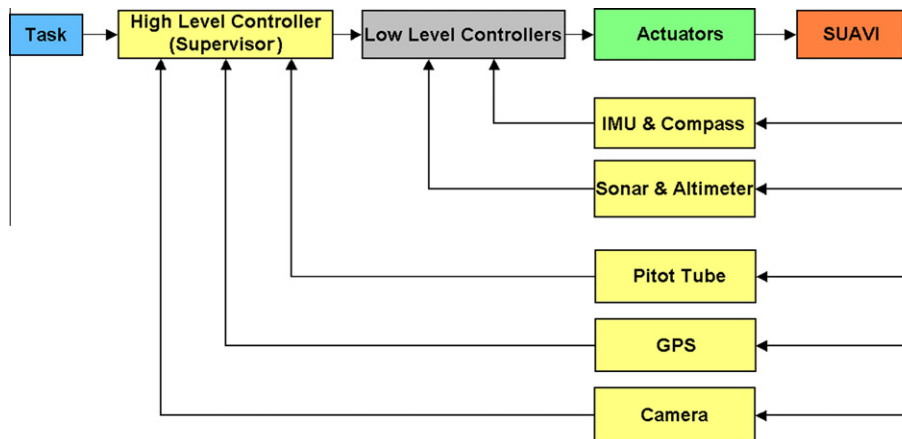 Task
High Level Controller
(Supervisor)
Low Level Controllers
Actuators
SUAVI
IMU & Compass
Sonar & Altimeter
Pitot Tube
GPS
Camera